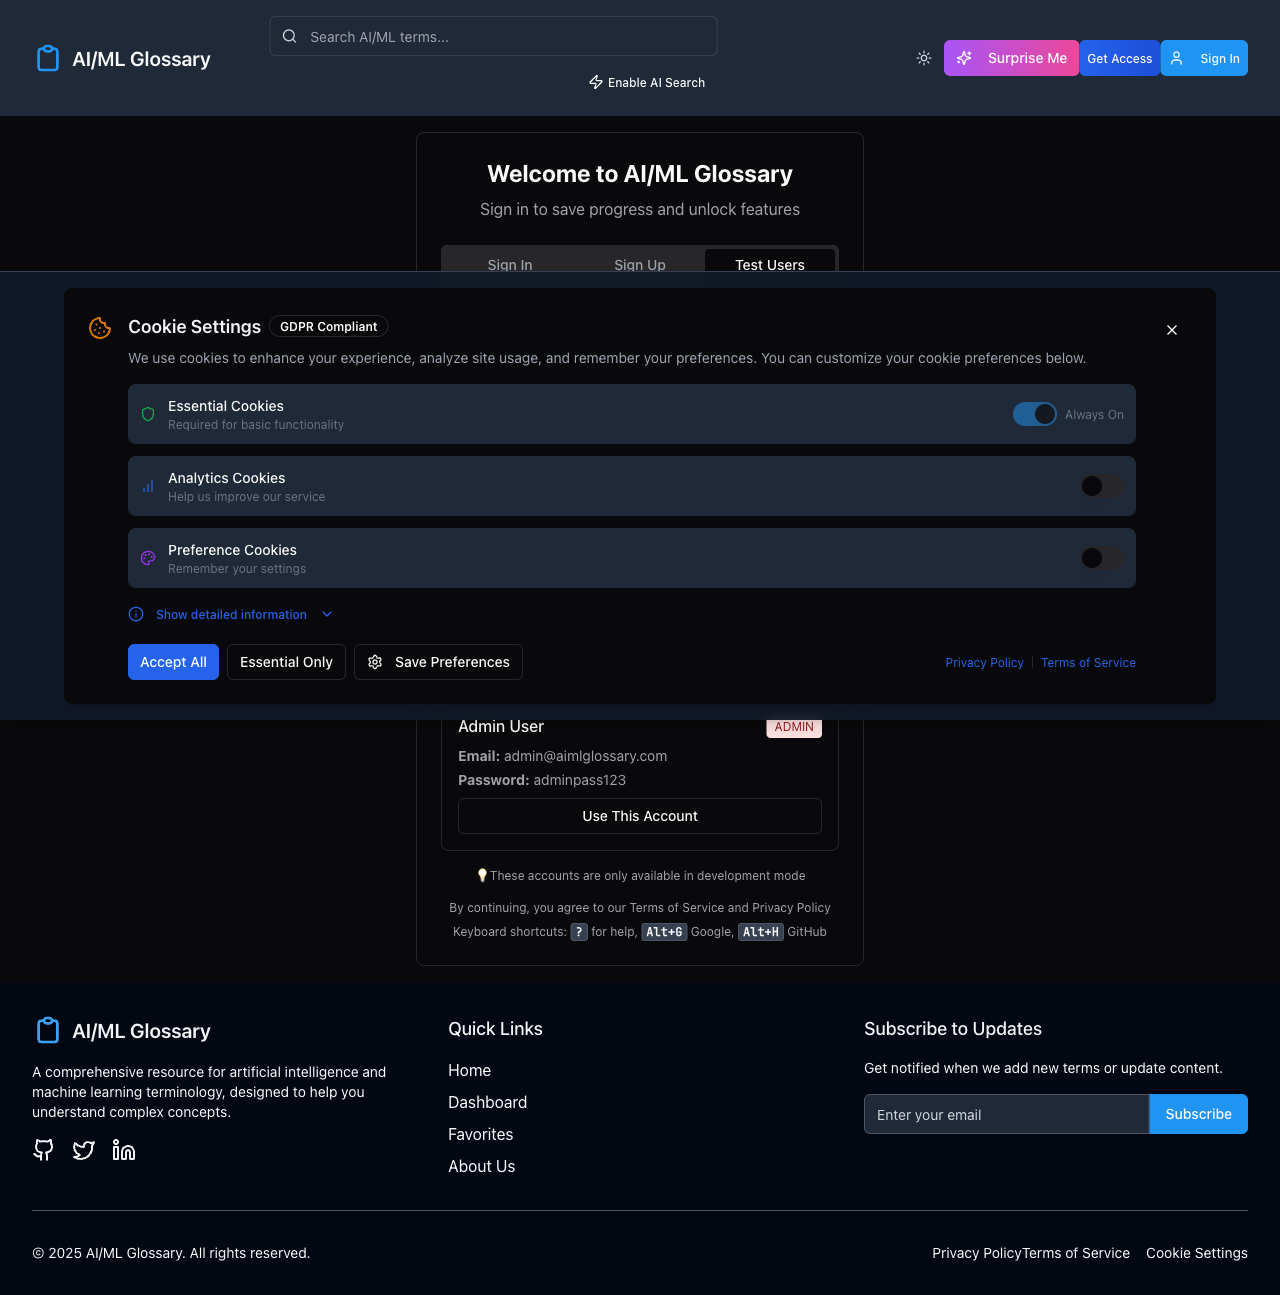 AI/ML Glossary
Search AI/ML terms...
Enable AI Search
Surprise Me
Get Access
Sign In
Welcome to AI/ML Glossary
Sign in to save progress and unlock features
Sign In
Sign Up
Test Users
Cookie Settings
GDPR Compliant
We use cookies to enhance your experience, analyze site usage, and remember your preferences. You can customize your cookie preferences below.
Essential Cookies
Required for basic functionality
Always On
Analytics Cookies
Help us improve our service
Preference Cookies
Remember your settings
Show detailed information
Accept All
Essential Only
Save Preferences
Privacy Policy
Terms of Service
Admin User
ADMIN
Email: admin@aimlglossary.com
Password: adminpass123
Use This Account
💡These accounts are only available in development mode
By continuing, you agree to our Terms of Service and Privacy Policy
Keyboard shortcuts: ? for help, Alt+G Google, Alt+H GitHub
AI/ML Glossary
A comprehensive resource for artificial intelligence and
machine learning terminology, designed to help you
understand complex concepts.
Quick Links
Home
Dashboard
Favorites
About Us
Subscribe to Updates
Get notified when we add new terms or update content.
Enter your email
Subscribe
© 2025 AI/ML Glossary. All rights reserved.
Privacy Policy
Terms of Service
Cookie Settings